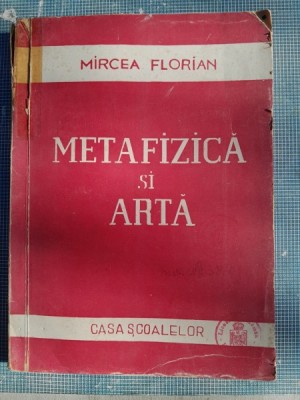 MIRCEA FLORIAN
METAFIZICĂ
și
ARTĂ
CASA ȘCOALELOR